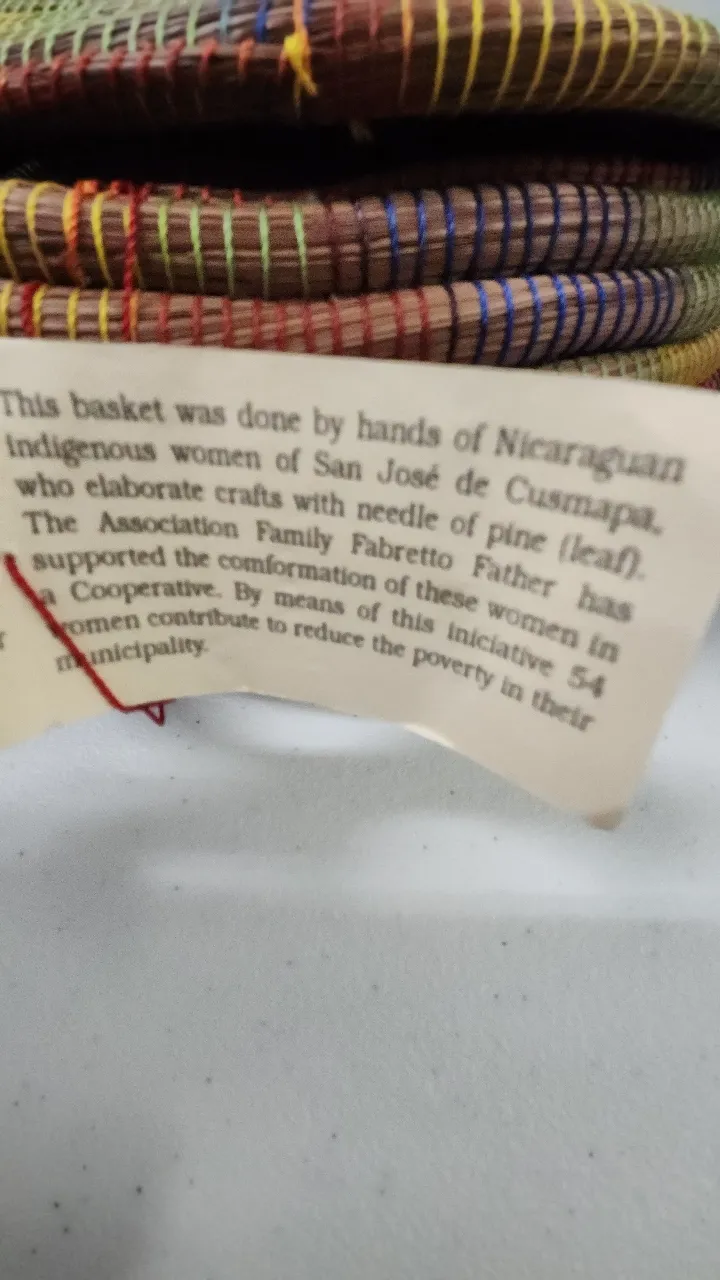 This basket was done by hands of Nicaraguan
indigenous women of San José de Cusmapa,
who elaborate crafts with needle of pine (leaf).
The Association Family Fabretto Father has
supported the comformation of these women in
a Cooperative. By means of this iniciative 54
women contribute to reduce the poverty in their
municipality.